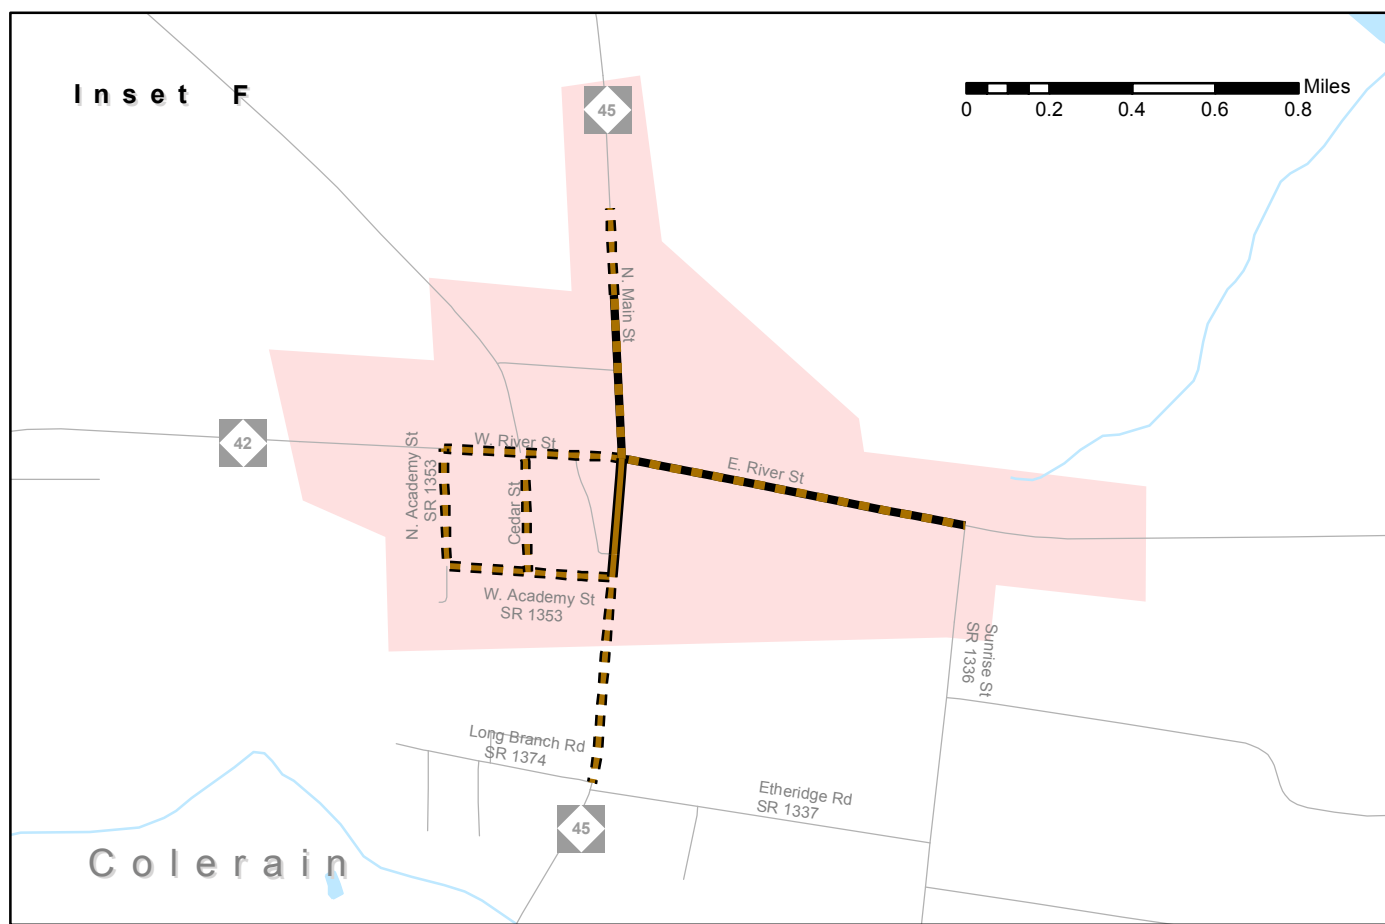 Inset F
45
Miles
0 0.2 0.4 0.6 0.8
N. Main St
42
W. River St
N. Academy St
SR 1353
Cedar St
E. River St
W. Academy St
SR 1353
Sunrise St
SR 1336
Long Branch Rd
SR 1374
Etheridge Rd
SR 1337
45
Colerain